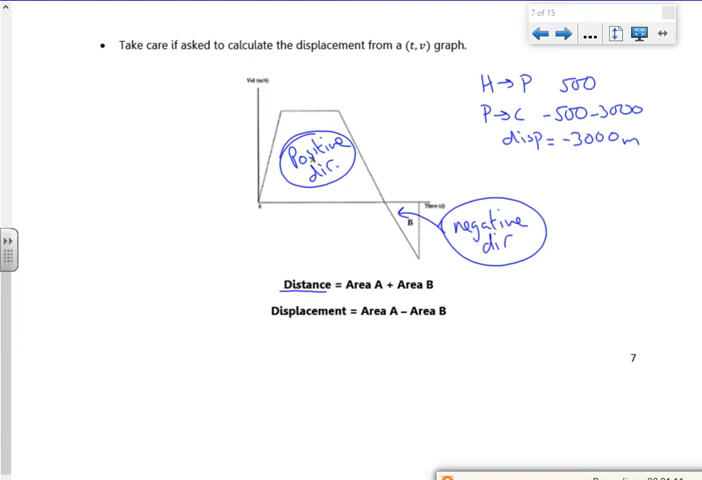 7 of 15
• Take care if asked to calculate the displacement from a (t, v) graph.
H→P 500
P→C -500-3000
disp = -3000m
Positive
dir.
B
negative
dir
Distance = Area A + Area B
Displacement = Area A – Area B
7